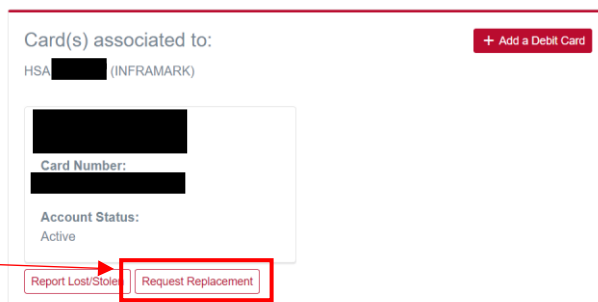 Card(s) associated to:
+ Add a Debit Card
HSA (INFRAMARK)
Card Number:
Account Status:
Active
Report Lost/Stolen
Request Replacement